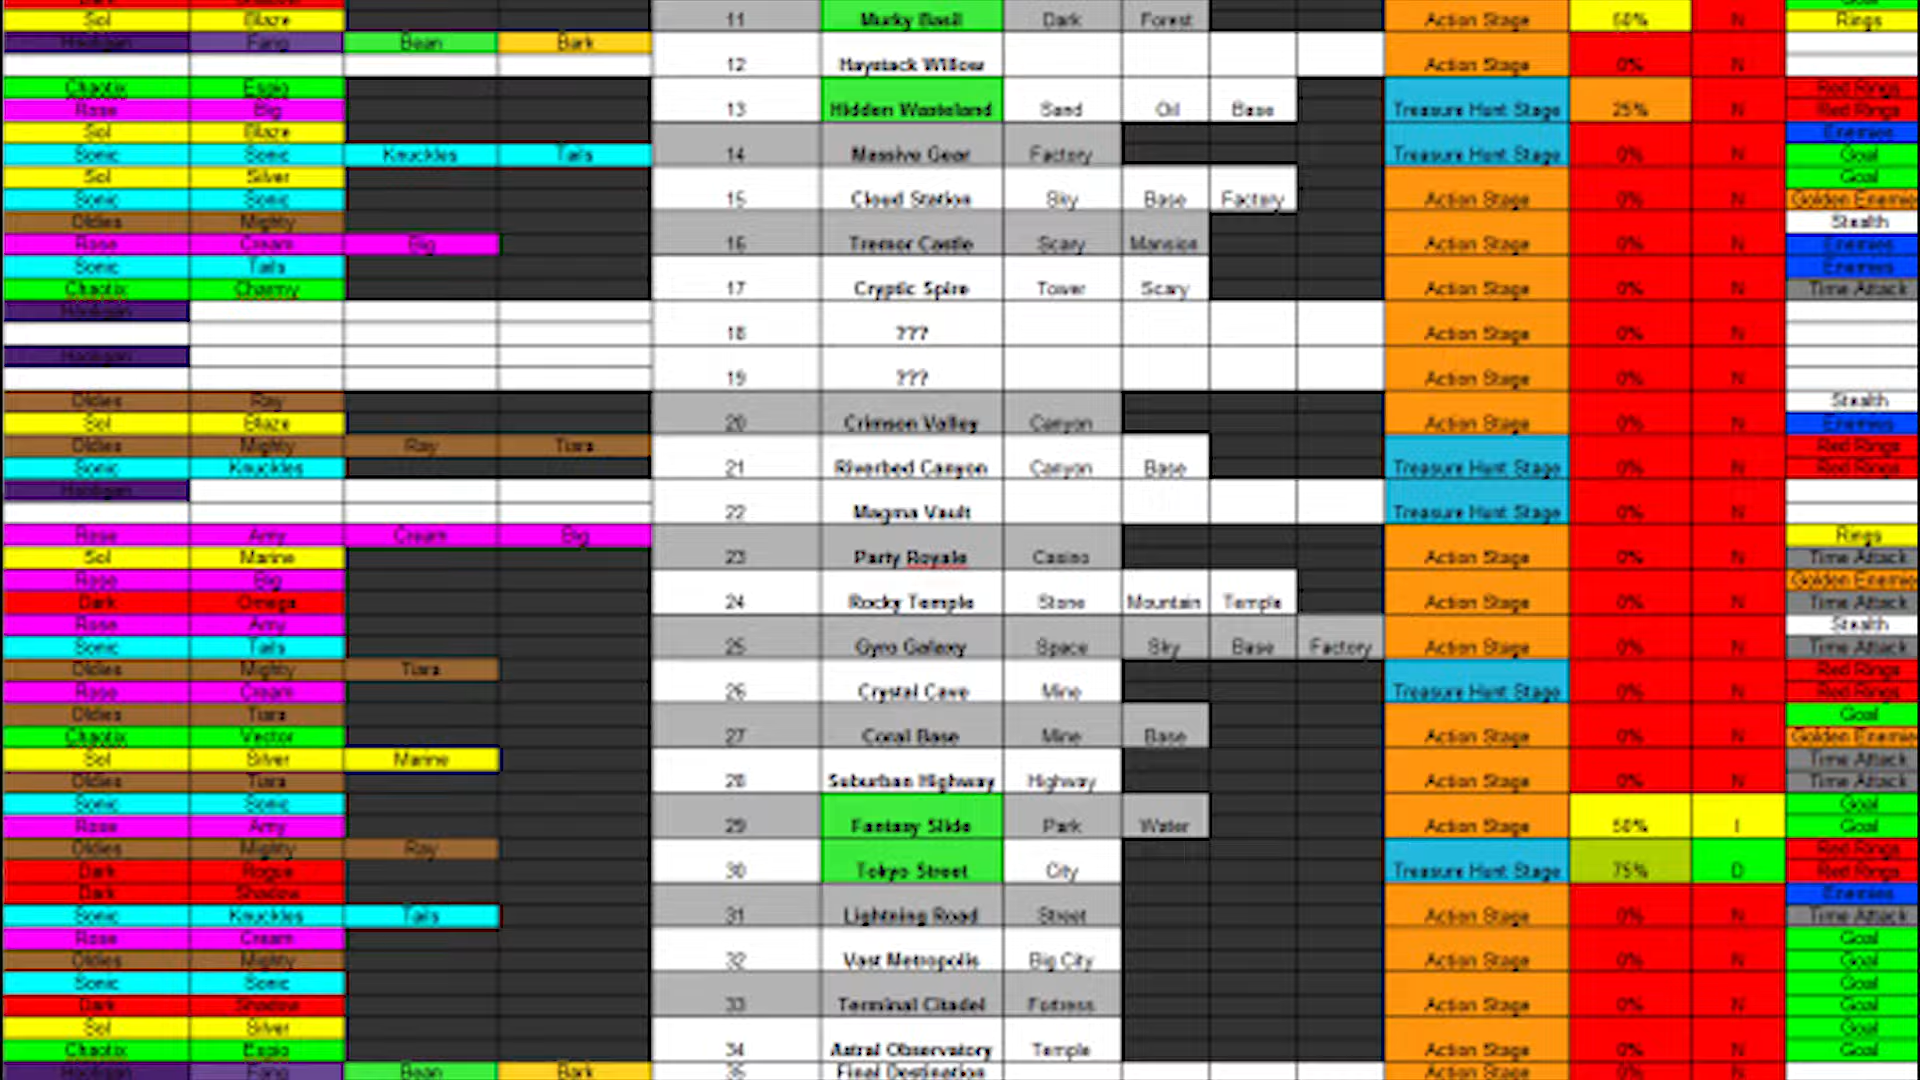 Sol Blaze 11 Murky Basil Dark Forest Action Stage 50% N Rings
Hooligan Fang Bean Bark
12 Haystack Willow Action Stage 0% N
Chaotix Espio Red Rings
Rose Big 13 Hidden Wasteland Sand Oil Base Treasure Hunt Stage 25% N Red Rings
Sol Blaze Enemies
Sonic Sonic Knuckles Tails 14 Massive Gear Factory Treasure Hunt Stage 0% N Goal
Sol Silver Goal
Sonic Sonic 15 Cloud Station Sky Base Factory Action Stage 0% N Golden Enemie
Oldies Mighty Stealth
Rose Cream Big 16 Tremor Castle Scary Mansion Action Stage 0% N Enemies
Sonic Tails Enemies
Chaotix Charmy 17 Cryptic Spire Tower Scary Action Stage 0% N Time Attack
Hooligan
18 ??? Action Stage 0% N
Hooligan
19 ??? Action Stage 0% N
Oldies Ray Stealth
Sol Blaze 20 Crimson Valley Canyon Action Stage 0% N Enemies
Oldies Mighty Ray Tiara Red Rings
Sonic Knuckles 21 Riverbed Canyon Canyon Base Treasure Hunt Stage 0% N Red Rings
Hooligan
22 Magma Vault Treasure Hunt Stage 0% N
Rose Amy Cream Big Rings
Sol Marine 23 Party Royale Casino Action Stage 0% N Time Attack
Rose Big Golden Enemie
Dark Omega 24 Rocky Temple Stone Mountain Temple Action Stage 0% N Time Attack
Rose Amy Stealth
Sonic Tails 25 Gyro Galaxy Space Sky Base Factory Action Stage 0% N Time Attack
Oldies Mighty Tiara Red Rings
Rose Cream 26 Crystal Cave Mine Treasure Hunt Stage 0% N Red Rings
Oldies Tiara Goal
Chaotix Vector 27 Coral Base Mine Base Action Stage 0% N Golden Enemie
Sol Silver Marine Time Attack
Oldies Tiara 28 Suburban Highway Highway Action Stage 0% N Time Attack
Sonic Sonic Goal
Rose Amy 29 Fantasy Slide Park Water Action Stage 50% I Goal
Oldies Mighty Ray Red Rings
Dark Rogue 30 Tokyo Street City Treasure Hunt Stage 75% D Red Rings
Dark Shadow Enemies
Sonic Knuckles Tails 31 Lightning Road Street Action Stage 0% N Time Attack
Rose Cream Goal
Oldies Mighty 32 Vast Metropolis Big City Action Stage 0% N Goal
Sonic Sonic Goal
Dark Shadow 33 Terminal Citadel Fortress Action Stage 0% N Goal
Sol Silver Goal
Chaotix Espio 34 Astral Observatory Temple Action Stage 0% N Goal
Hooligan Fang Bean Bark 35 Final Destination Action Stage 0% N